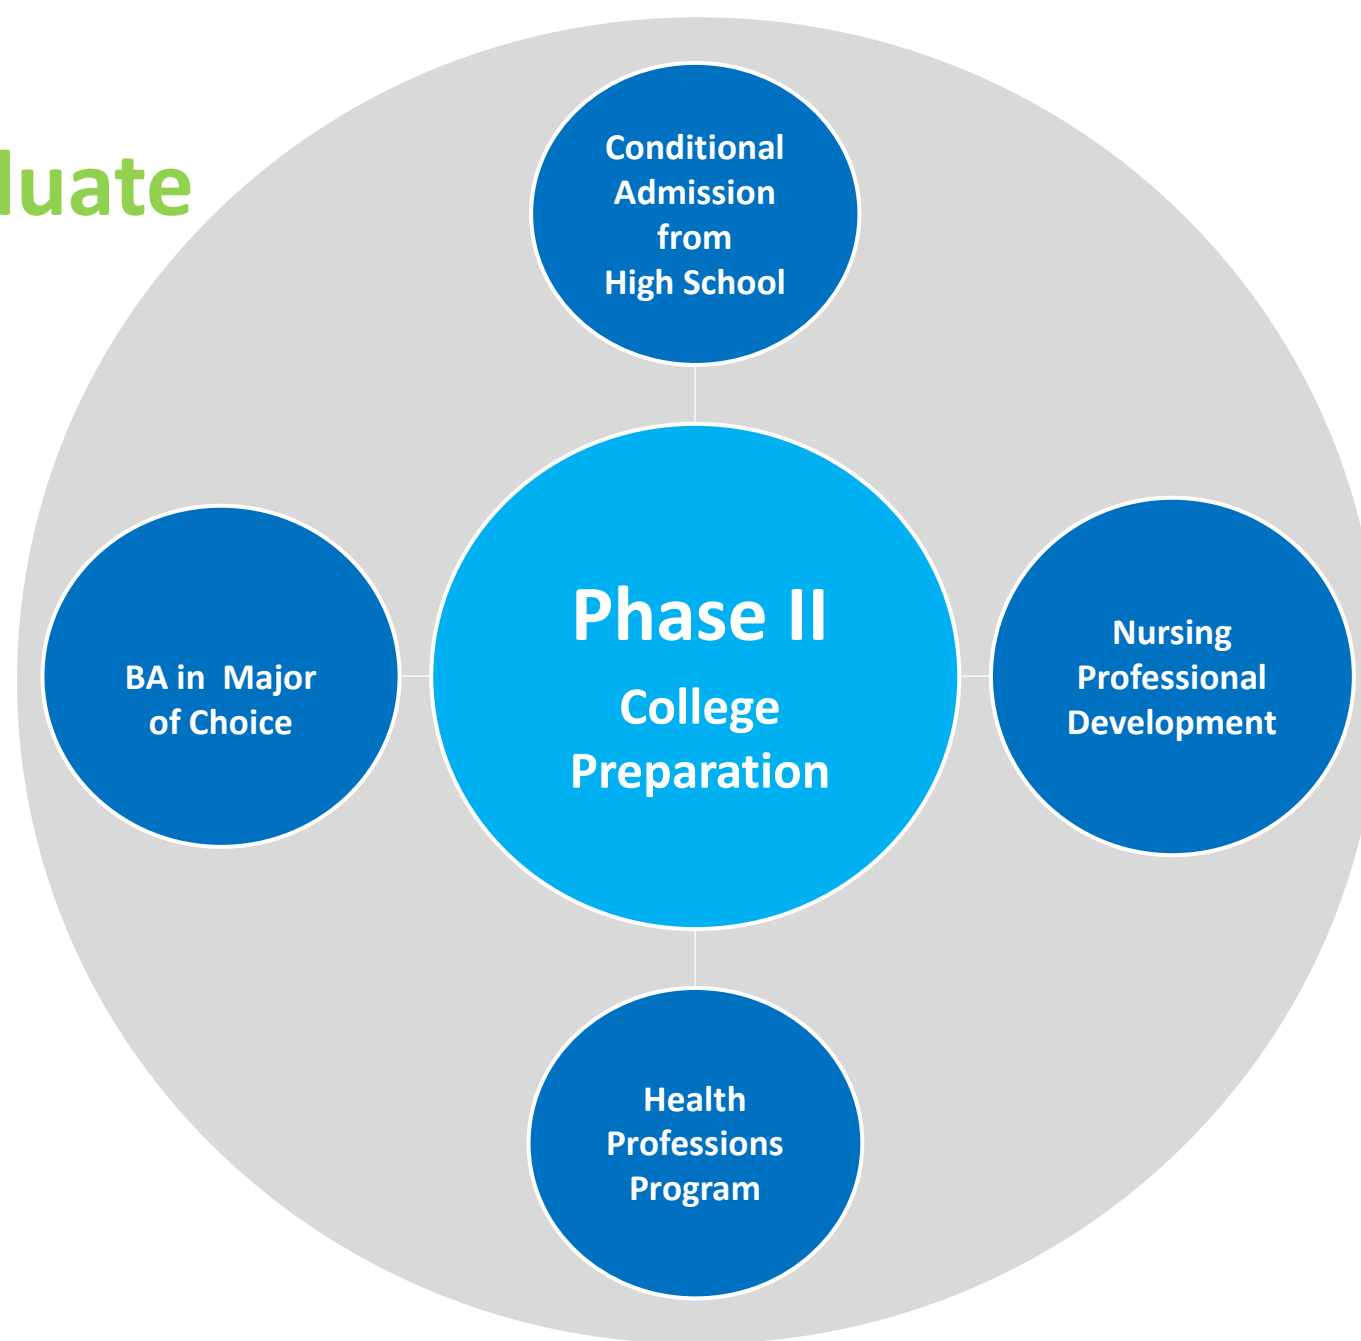 duate
Conditional
Admission
from
High School
Phase II
College
Preparation
BA in  Major
of Choice
Nursing
Professional
Development
Health
Professions
Program